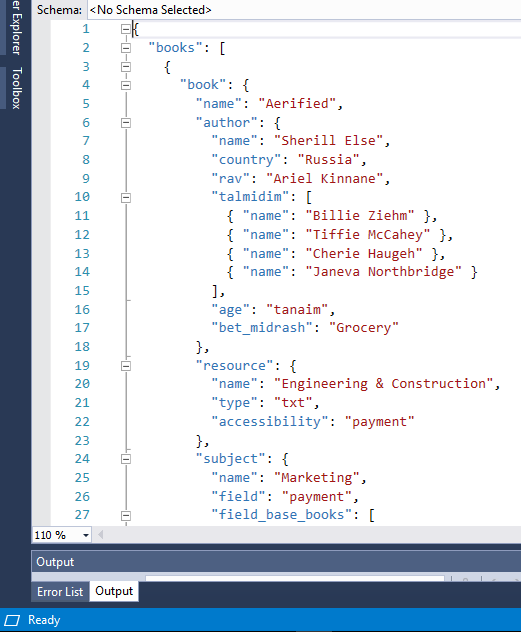 Schema: <No Schema Selected>
er Explorer
Toolbox
1 {
2 "books": [
3 {
4 "book": {
5 "name": "Aerified",
6 "author": {
7 "name": "Sherill Else",
8 "country": "Russia",
9 "rav": "Ariel Kinnane",
10 "talmidim": [
11 { "name": "Billie Ziehm" },
12 { "name": "Tiffie McCahey" },
13 { "name": "Cherie Haugeh" },
14 { "name": "Janeva Northbridge" }
15 ],
16 "age": "tanaim",
17 "bet_midrash": "Grocery"
18 },
19 "resource": {
20 "name": "Engineering & Construction",
21 "type": "txt",
22 "accessibility": "payment"
23 },
24 "subject": {
25 "name": "Marketing",
26 "field": "payment",
27 "field_base_books": [
110 %
Output
Error List Output
Ready